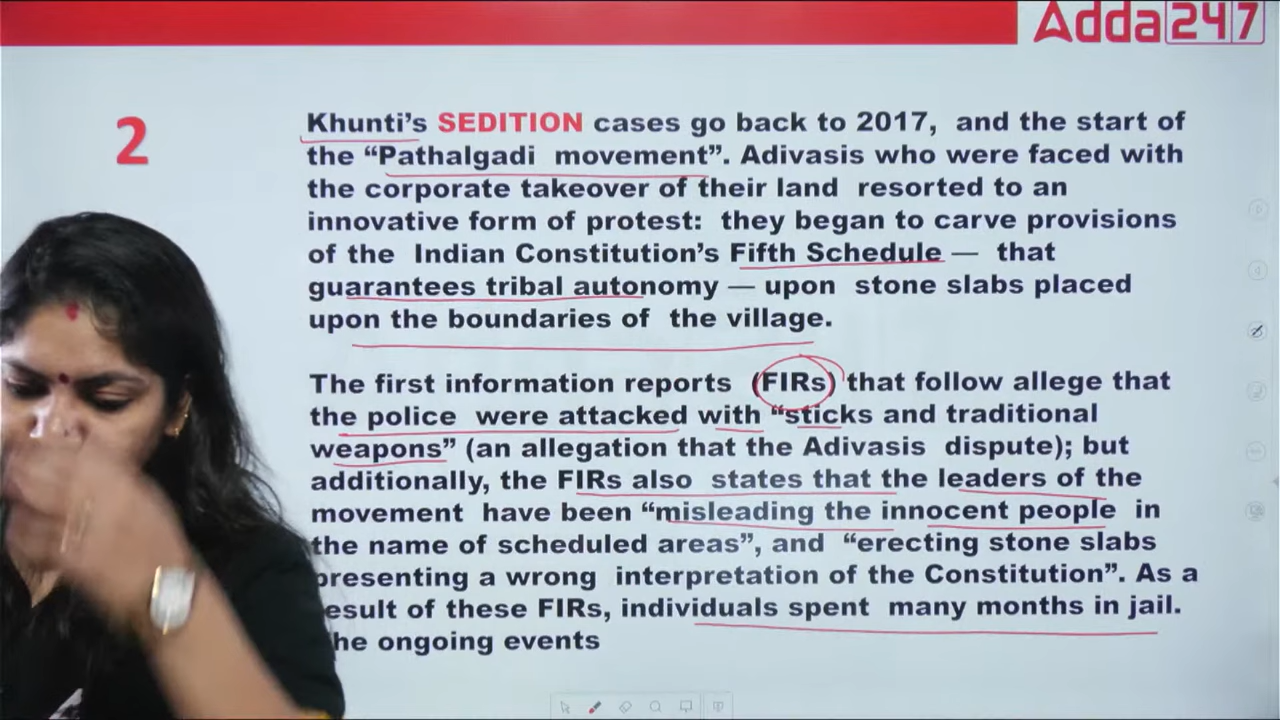 Adda247
2
Khunti's SEDITION cases go back to 2017, and the start of
the “Pathalgadi movement”. Adivasis who were faced with
the corporate takeover of their land resorted to an
innovative form of protest: they began to carve provisions
of the Indian Constitution's Fifth Schedule — that
guarantees tribal autonomy — upon stone slabs placed
upon the boundaries of the village.
The first information reports (FIRs) that follow allege that
the police were attacked with “sticks and traditional
weapons” (an allegation that the Adivasis dispute); but
additionally, the FIRs also states that the leaders of the
movement have been “misleading the innocent people in
the name of scheduled areas”, and “erecting stone slabs
presenting a wrong interpretation of the Constitution”. As a
esult of these FIRs, individuals spent many months in jail.
he ongoing events